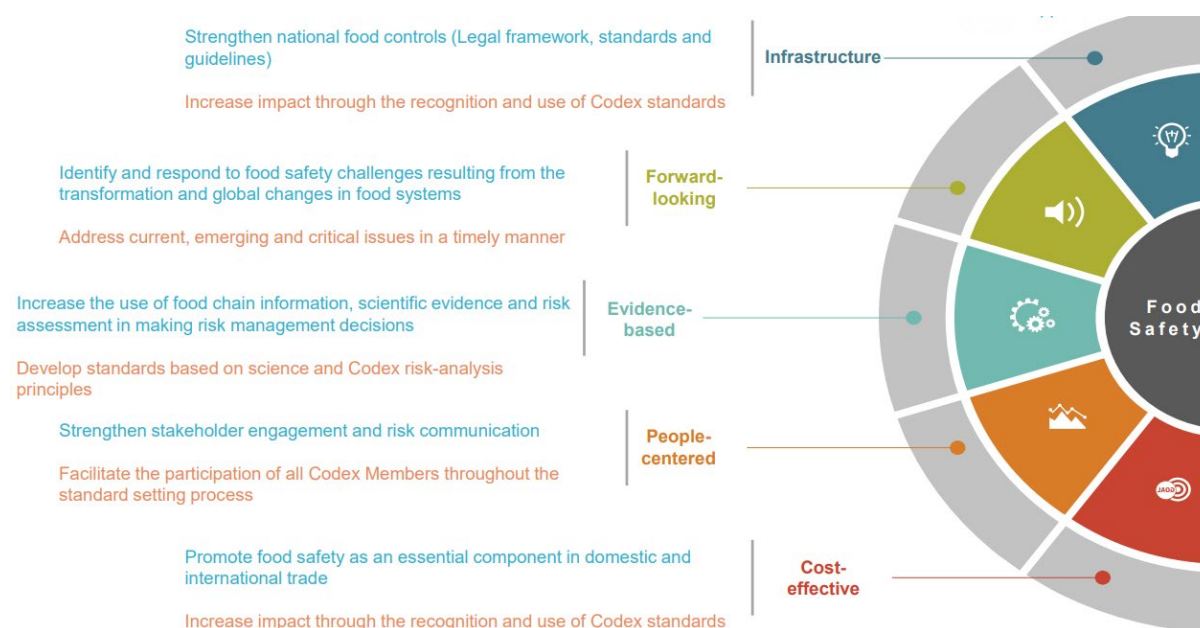 Strengthen national food controls (Legal framework, standards and
guidelines)
Increase impact through the recognition and use of Codex standards
Infrastructure
Identify and respond to food safety challenges resulting from the
transformation and global changes in food systems
Address current, emerging and critical issues in a timely manner
Forward-
looking
Increase the use of food chain information, scientific evidence and risk
assessment in making risk management decisions
Develop standards based on science and Codex risk-analysis
principles
Evidence-
based
Strengthen stakeholder engagement and risk communication
Facilitate the participation of all Codex Members throughout the
standard setting process
People-
centered
Promote food safety as an essential component in domestic and
international trade
Increase impact through the recognition and use of Codex standards
Cost-
effective
Food
Safety
GOAL